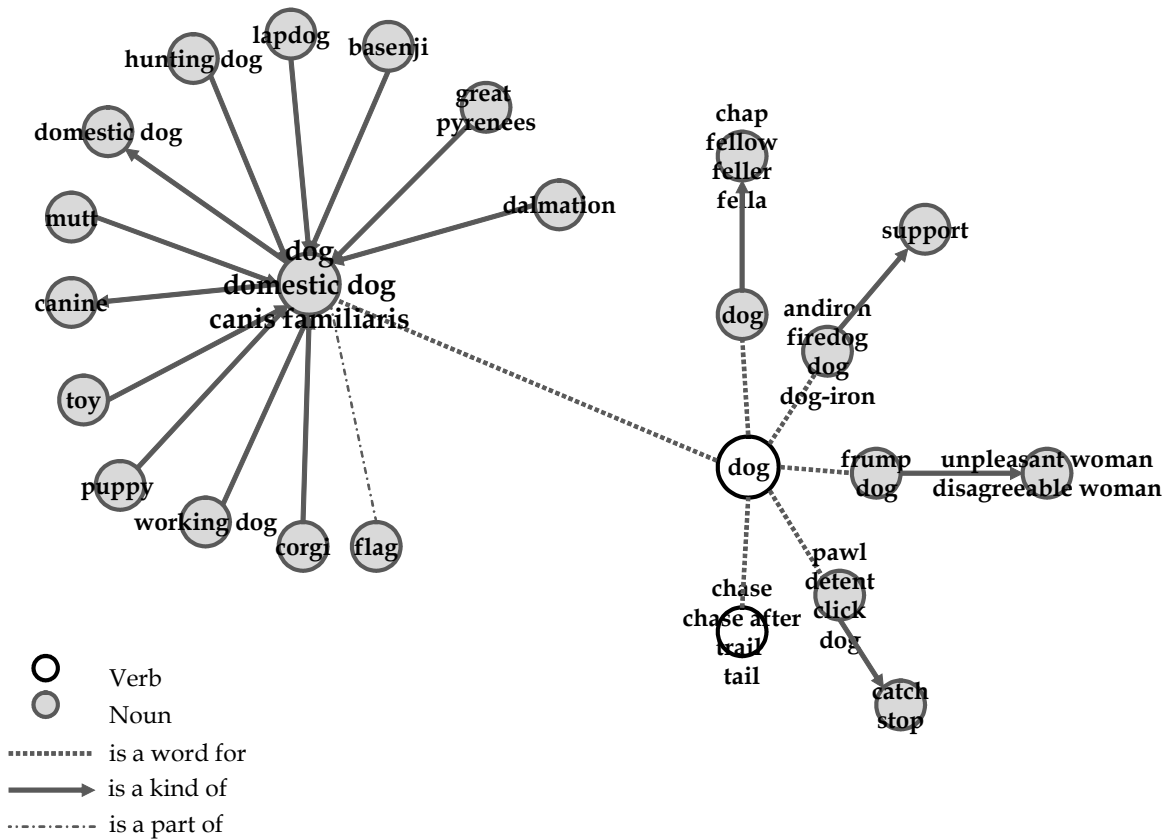 lapdog
hunting dog
basenji
great
pyrenees
domestic dog
mutt
dalmation
dog
domestic dog
canis familiaris
canine
toy
puppy
working dog
corgi
flag
chap
fellow
feller
fella
support
dog
andiron
firedog
dog
dog-iron
dog
frump
dog
unpleasant woman
disagreeable woman
pawl
detent
click
dog
chase
chase after
trail
tail
catch
stop
Verb
Noun
is a word for
is a kind of
is a part of